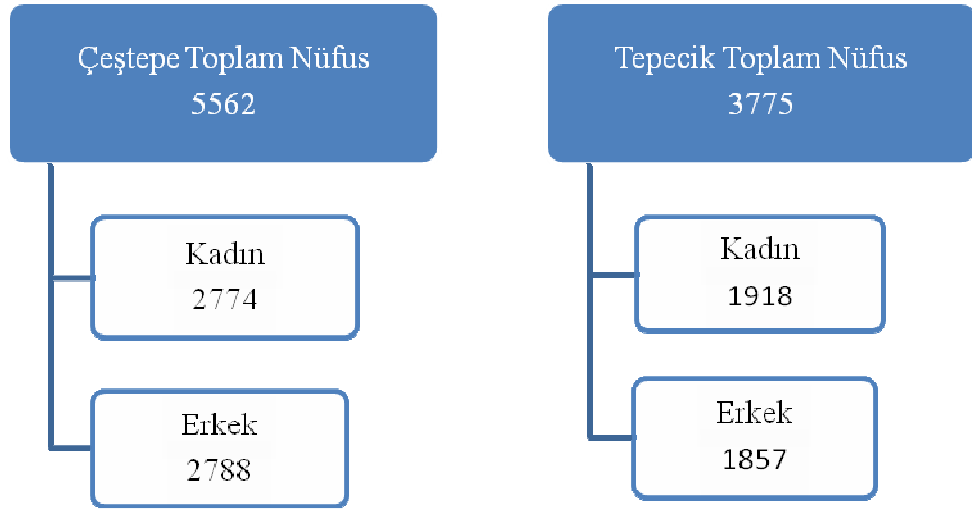 Çeştepe Toplam Nüfus
5562
Kadın
2774
Erkek
2788
Tepecik Toplam Nüfus
3775
Kadın
1918
Erkek
1857